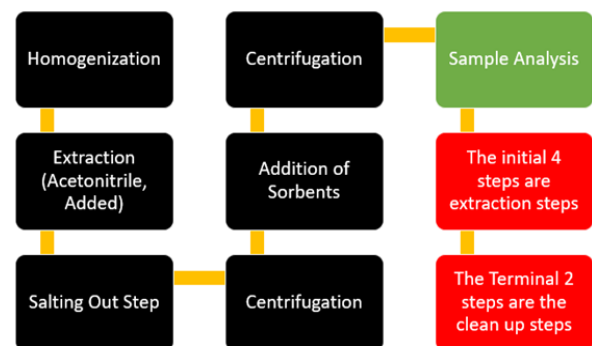 Homogenization
Extraction
(Acetonitrile,
Added)
Salting Out Step
Centrifugation
Addition of
Sorbents
Centrifugation
Sample Analysis
The initial 4
steps are
extraction steps
The Terminal 2
steps are the
clean up steps